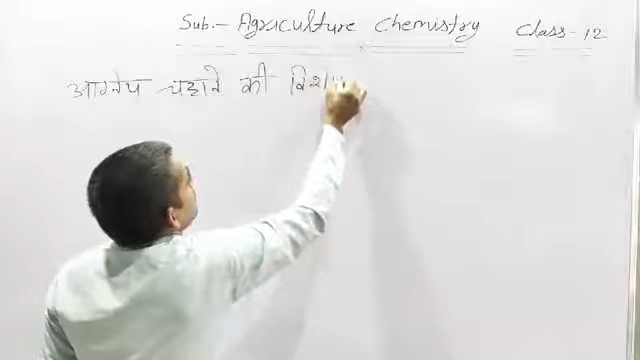 Sub.- Agriculture Chemistry Class-12
आग्नेय चट्टाने की